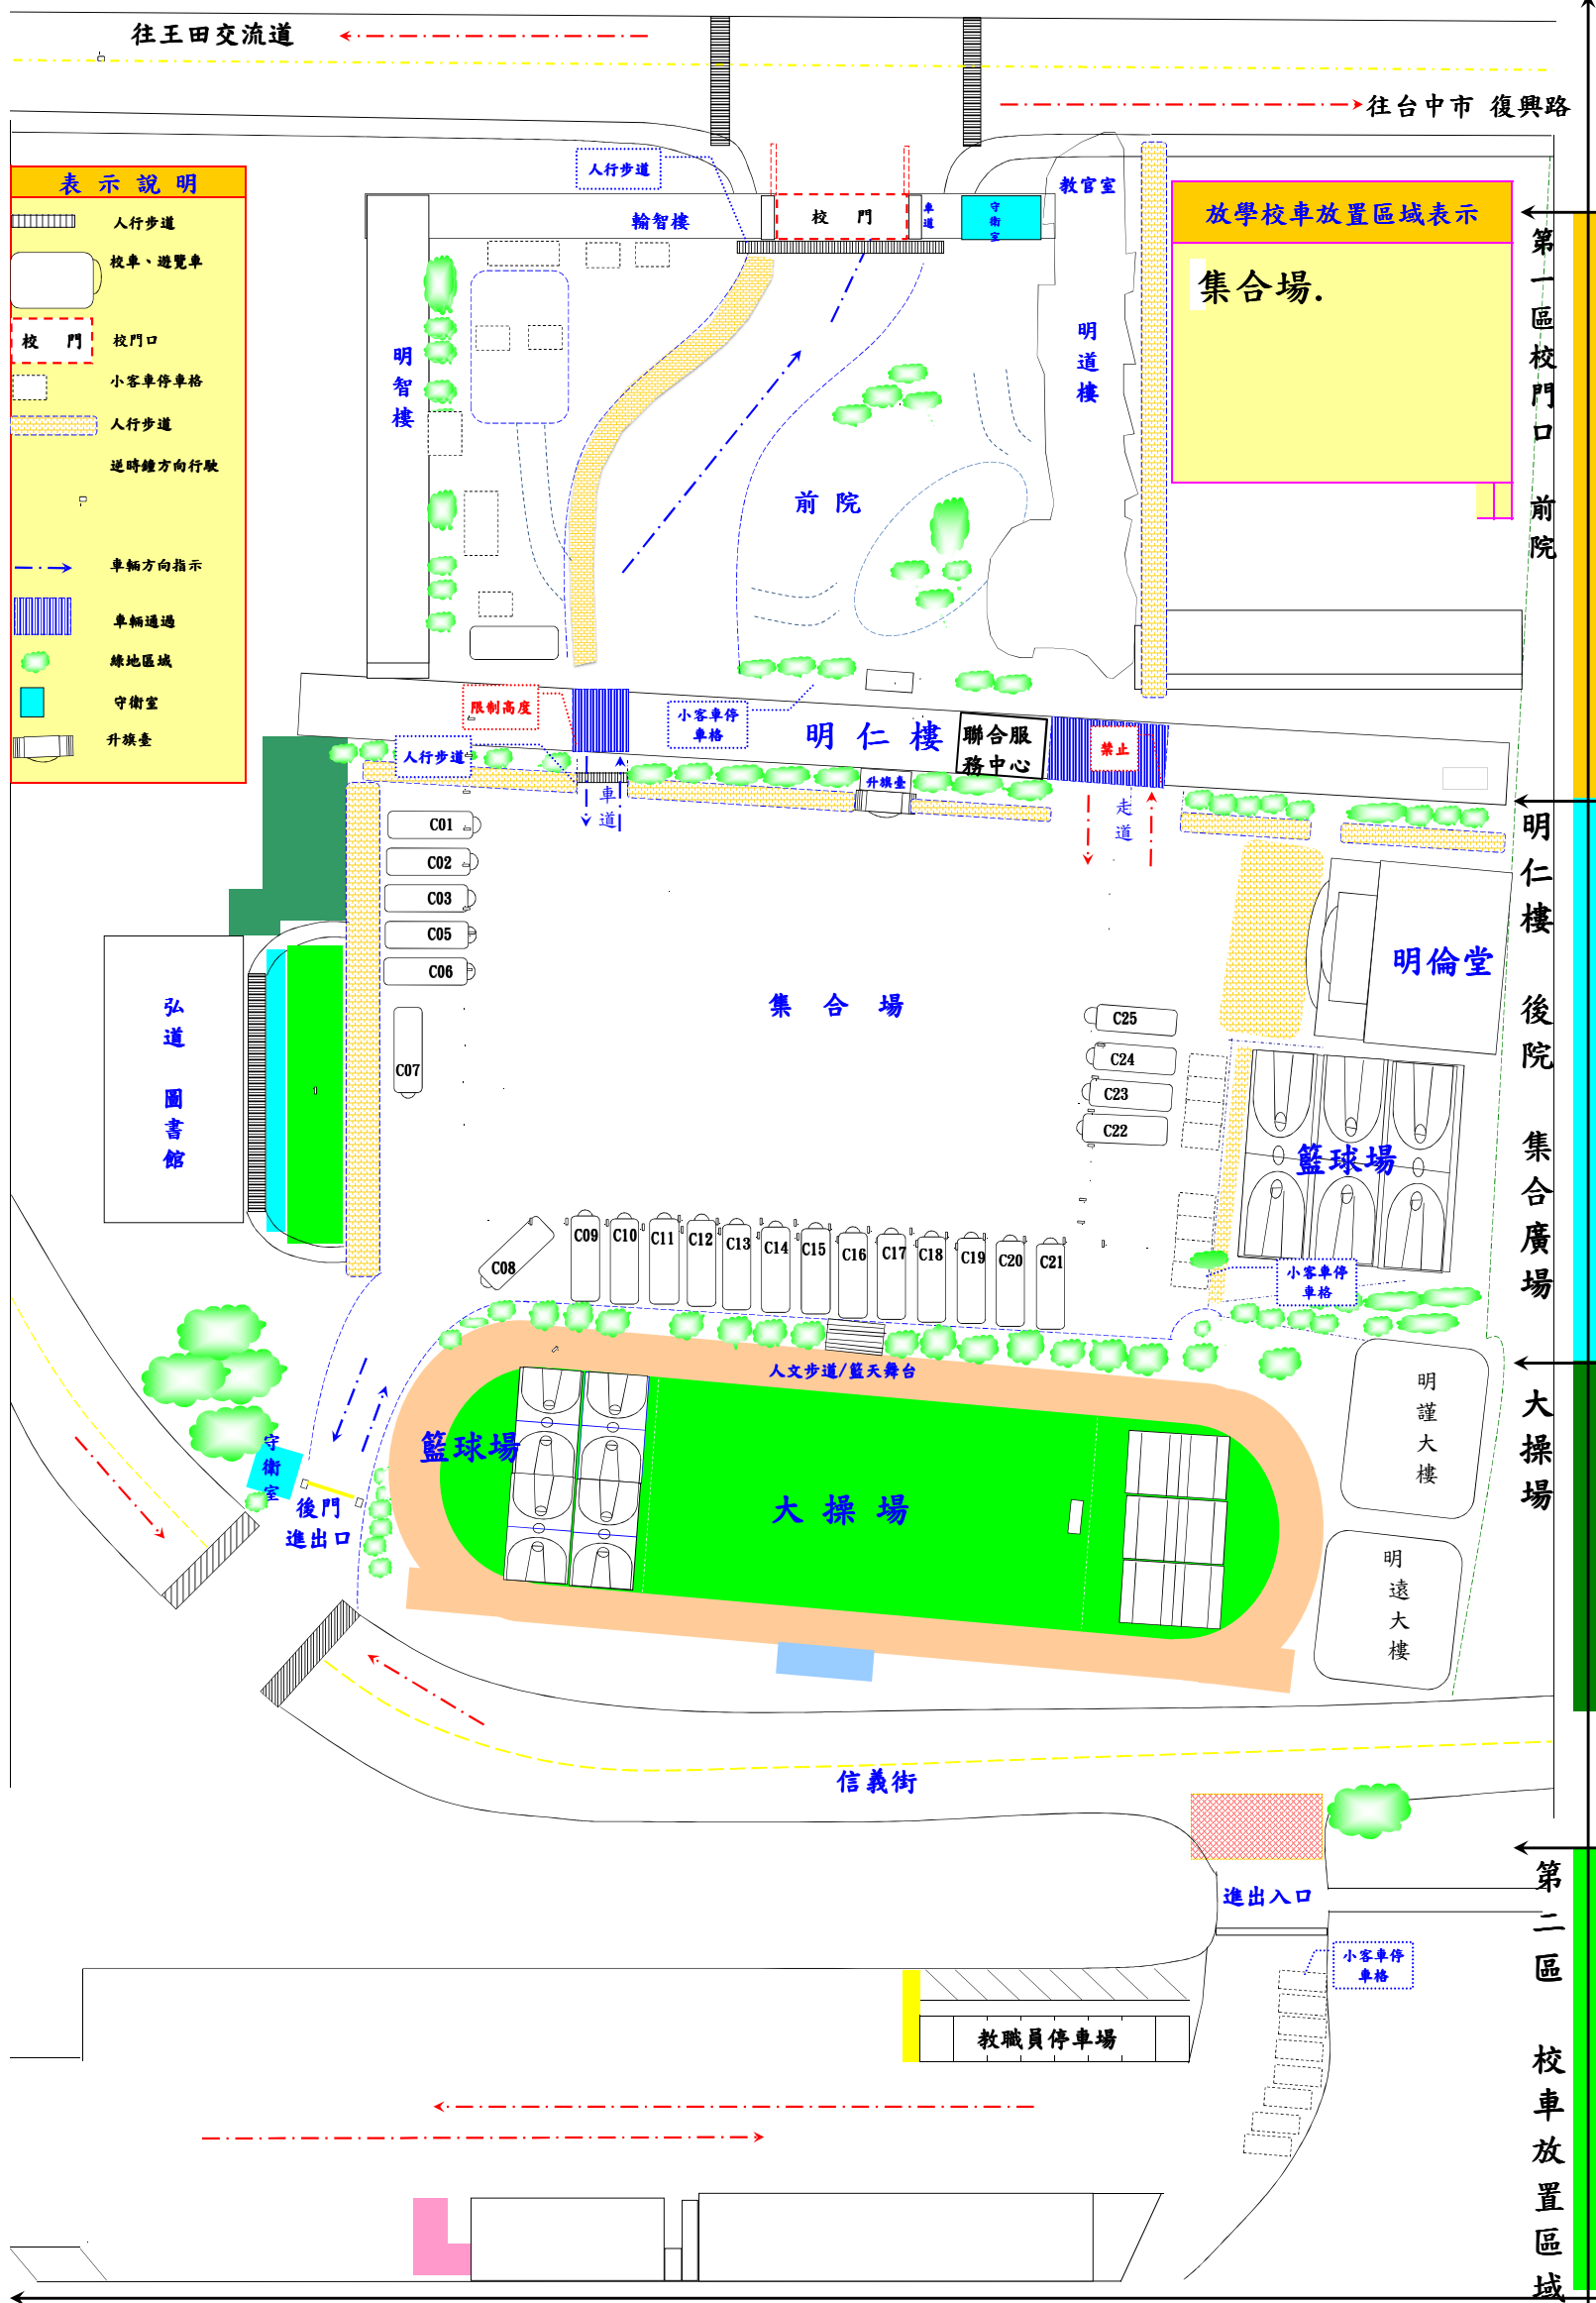 往王田交流道
往台中市 復興路
表 示 說 明
人行步道
校車、遊覽車
校 門
校門口
小客車停車格
人行步道
逆時鐘方向行駛
車輛方向指示
車輛通過
綠地區域
守衛室
升旗臺
人行步道
輸智樓
校 門
車道
守衛室
教官室
放學校車放置區域表示
集合場.
第一區校門口 前院
明智樓
明道樓
前 院
限制高度
小客車停
車格
明 仁 樓
聯合服
務中心
禁止
人行步道
升旗臺
車道
走道
C01
C02
C03
C05
C06
C07
明仁樓 後院 集合廣場
明倫堂
弘道 圖書館
集 合 場
C25
C24
C23
C22
籃球場
C08
C09
C10
C11
C12
C13
C14
C15
C16
C17
C18
C19
C20
C21
小客車停
車格
人文步道/籃天舞台
明謹大樓
大操場
籃球場
守衛室
後門
進出口
大 操 場
明遠大樓
信義街
進出入口
第二區 校車放置區域
小客車停
車格
教職員停車場